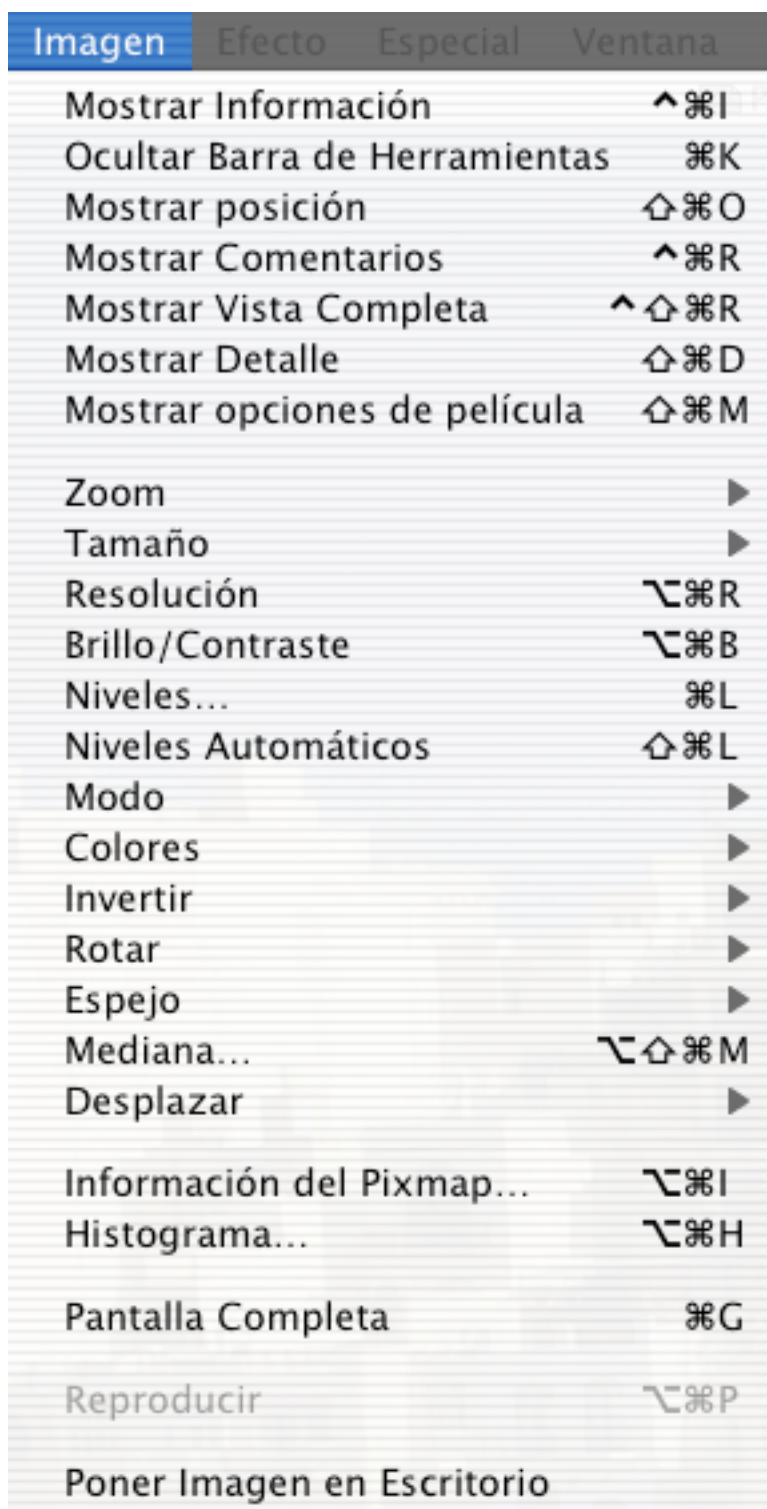 Imagen Efecto Especial Ventana
Mostrar Información ^⌘I
Ocultar Barra de Herramientas ⌘K
Mostrar posición ⇧⌘O
Mostrar Comentarios ^⌘R
Mostrar Vista Completa ^⇧⌘R
Mostrar Detalle ⇧⌘D
Mostrar opciones de película ⇧⌘M
Zoom ▶
Tamaño ▶
Resolución ⌥⌘R
Brillo/Contraste ⌥⌘B
Niveles... ⌘L
Niveles Automáticos ⇧⌘L
Modo ▶
Colores ▶
Invertir ▶
Rotar ▶
Espejo ▶
Mediana... ⌥⇧⌘M
Desplazar ▶
Información del Pixmap... ⌥⌘I
Histograma... ⌥⌘H
Pantalla Completa ⌘G
Reproducir ⌥⌘P
Poner Imagen en Escritorio